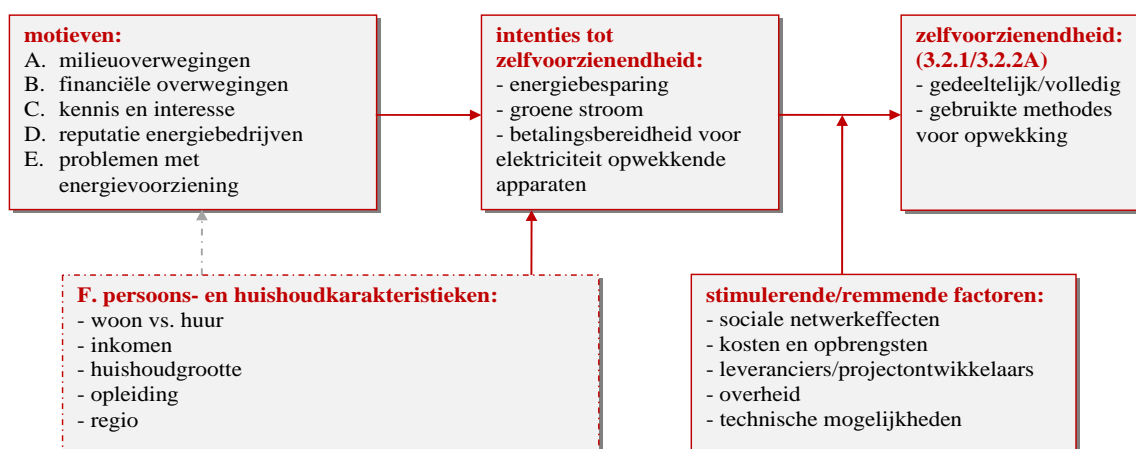 motieven:
A. milieuoverwegingen
B. financiële overwegingen
C. kennis en interesse
D. reputatie energiebedrijven
E. problemen met
energievoorziening
intenties tot
zelfvoorzienendheid:
- energiebesparing
- groene stroom
- betalingsbereidheid voor
elektriciteit opwekkende
apparaten
zelfvoorzienendheid:
(3.2.1/3.2.2A)
- gedeeltelijk/volledig
- gebruikte methodes
voor opwekking
F. persoons- en huishoudkarakteristieken:
- woon vs. huur
- inkomen
- huishoudgrootte
- opleiding
- regio
stimulerende/remmende factoren:
- sociale netwerkeffecten
- kosten en opbrengsten
- leveranciers/projectontwikkelaars
- overheid
- technische mogelijkheden